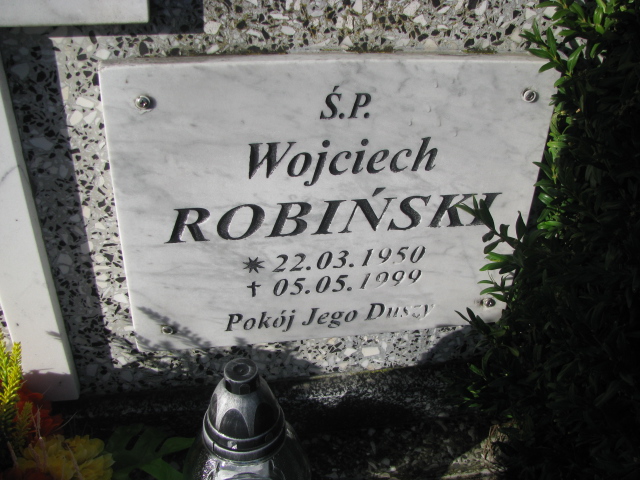 Ś.P.
Wojciech
ROBIŃSKI
* 22.03.1950
† 05.05.1999
Pokój Jego Duszy